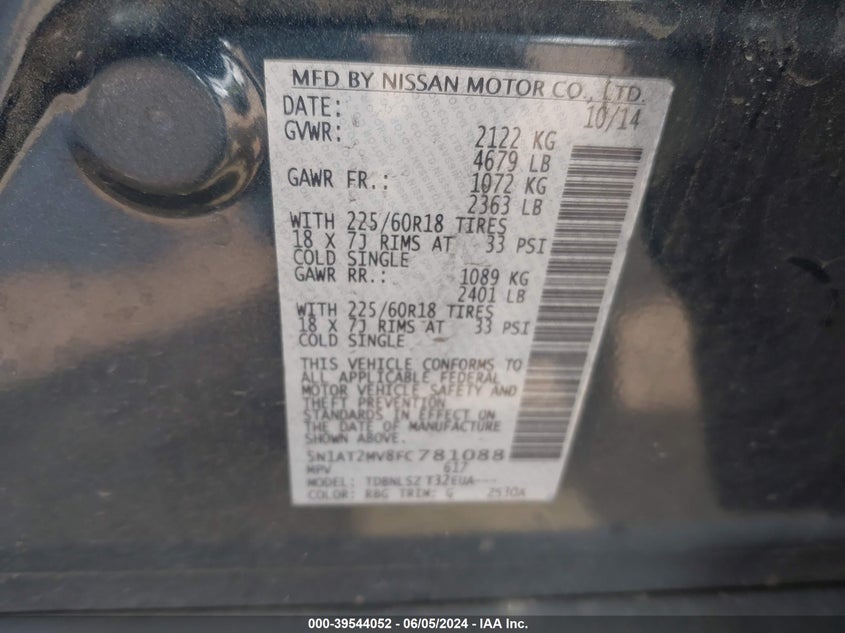 MFD BY NISSAN MOTOR CO., LTD.
DATE: 10/14
GVWR: 2122 KG
4679 LB
GAWR FR.: 1072 KG
2363 LB
WITH 225/60R18 TIRES
18 X 7J RIMS AT 33 PSI
COLD SINGLE
GAWR RR.: 1089 KG
2401 LB
WITH 225/60R18 TIRES
18 X 7J RIMS AT 33 PSI
COLD SINGLE
THIS VEHICLE CONFORMS TO
ALL APPLICABLE FEDERAL
MOTOR VEHICLE SAFETY AND
THEFT PREVENTION
STANDARDS IN EFFECT ON
THE DATE OF MANUFACTURE
SHOWN ABOVE.
5N1AT2MV8FC781088
MPV 617
MODEL: TDBNLS2 T32EUA---
COLOR: RBG TRIM: G 2530A
000-39544052 - 06/05/2024 - IAA Inc.